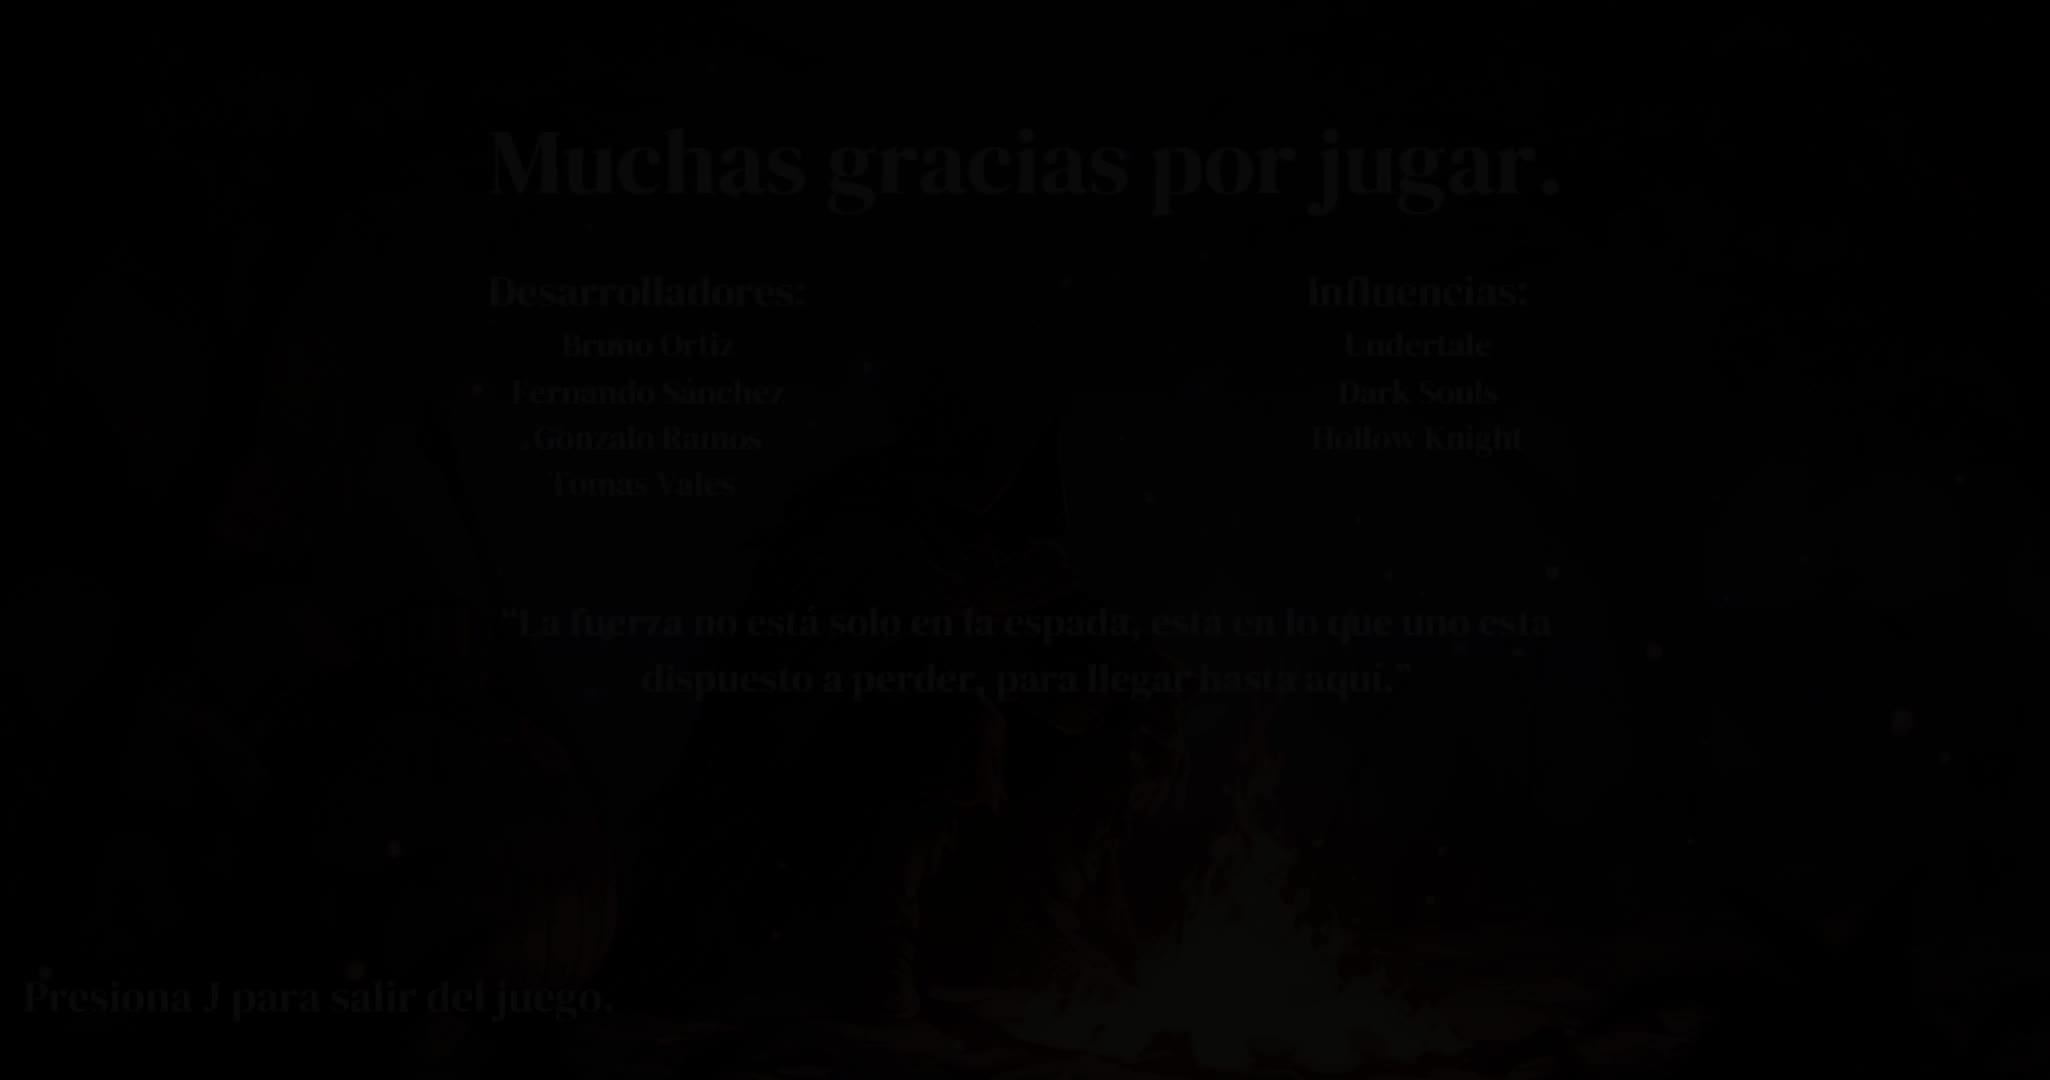 Muchas gracias por jugar.
Desarrolladores:
Bruno Ortiz
Fernando Sánchez
Gonzalo Ramos
Tomas Vales
Influencias:
Undertale
Dark Souls
Hollow Knight
“La fuerza no está solo en la espada, está en lo que uno esta
dispuesto a perder, para llegar hasta aquí.”
Presiona J para salir del juego.